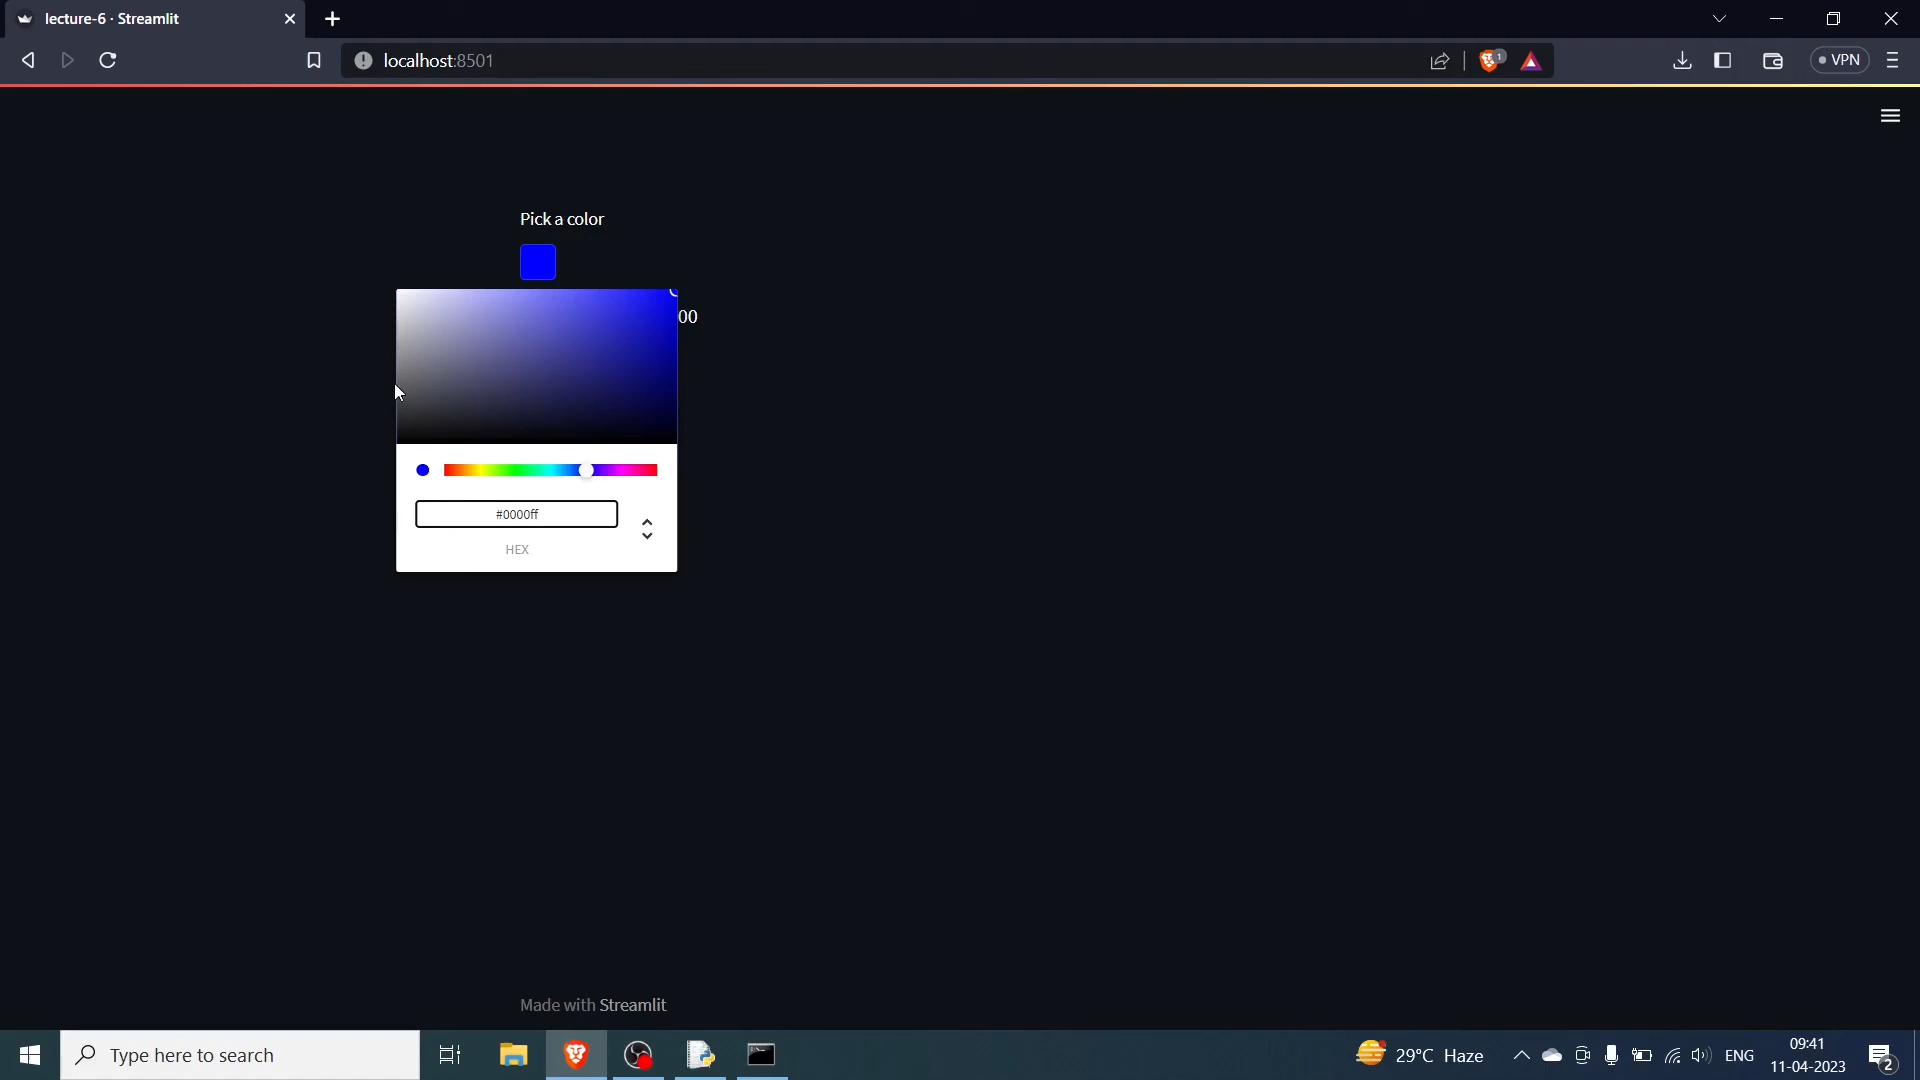 lecture-6 · Streamlit
localhost:8501
1
VPN
Pick a color
00
#0000ff
HEX
Made with Streamlit
Type here to search
29°C Haze
ENG
09:41
11-04-2023
2